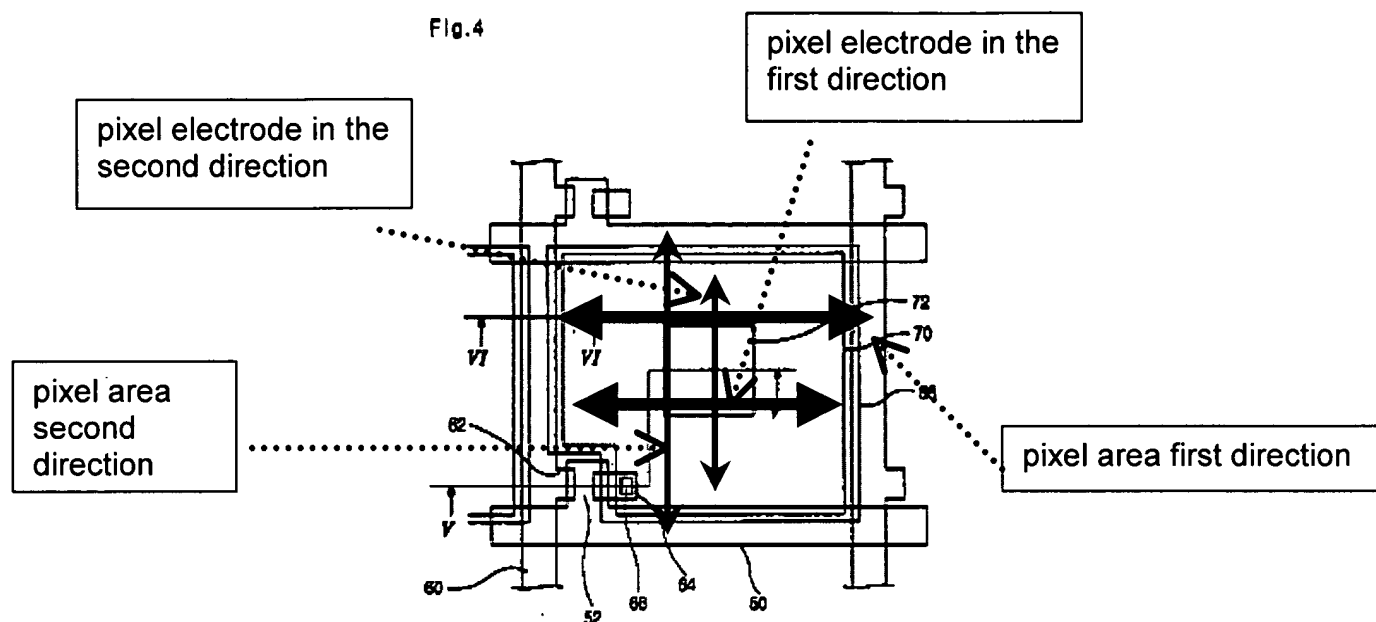 Fig.4
pixel electrode in the
first direction
pixel electrode in the
second direction
72
VI
VI
70
pixel area
second
direction
62
pixel area first direction
V
60
52
66
64
50